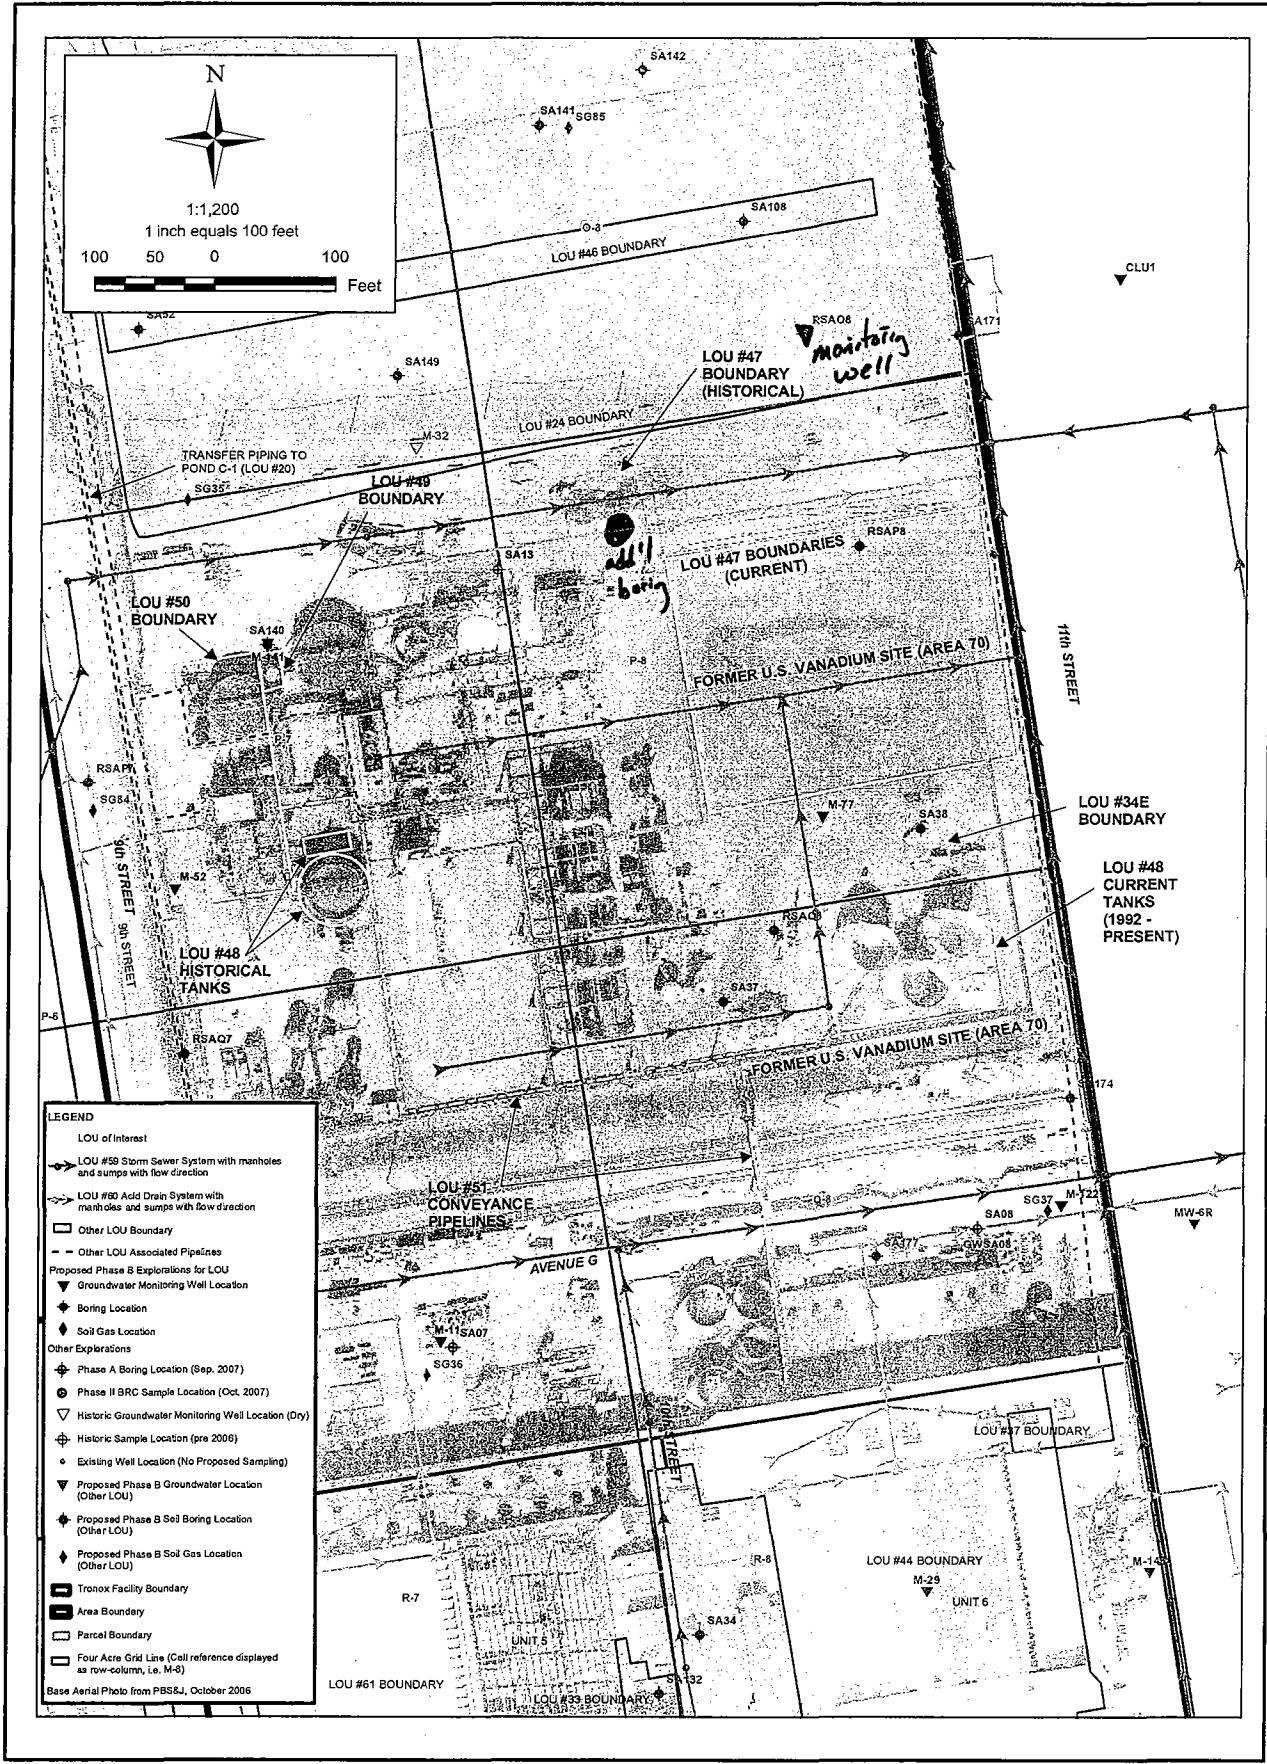 N
1:1,200
1 inch equals 100 feet
100 50 0 100
Feet
SA142
SA141
SG85
SA108
-8
LOU #46 BOUNDARY
CLU1
SA52
RSAO8
monitoring
well
SA171
SA149
LOU #47
BOUNDARY
(HISTORICAL)
LOU #24 BOUNDARY
M-32
TRANSFER PIPING TO
POND C-1 (LOU #20)
SG35
LOU #49
BOUNDARY
SA13
add'l
boring
LOU #47 BOUNDARIES
(CURRENT)
RSAP8
LOU #50
BOUNDARY
SA140
P-8
FORMER U.S. VANADIUM SITE (AREA 70)
11th STREET
RSAP7
SG84
9th STREET
9th STREET
M-52
M-77
SA38
LOU #34E
BOUNDARY
LOU #48
CURRENT
TANKS
(1992 -
PRESENT)
LOU #48
HISTORICAL
TANKS
SA37
P-6
RSAQ7
FORMER U.S. VANADIUM SITE (AREA 70)
174
LOU #51
CONVEYANCE
PIPELINES
Q-8
SG37
M-122
SA08
GWSA08
MW-6R
SA177
AVENUE G
M-11
SA07
SG36
10th STREET
LOU #37 BOUNDARY
R-8
LOU #44 BOUNDARY
M-29
UNIT 6
R-7
UNIT 5
SA34
LOU #61 BOUNDARY
LOU #33 BOUNDARY
LEGEND
LOU of Interest
LOU #59 Storm Sewer System with manholes
and sumps with flow direction
LOU #60 Acid Drain System with
manholes and sumps with flow direction
Other LOU Boundary
Other LOU Associated Pipelines
Proposed Phase B Explorations for LOU
Groundwater Monitoring Well Location
Boring Location
Soil Gas Location
Other Explorations
Phase A Boring Location (Sep. 2007)
Phase II BRC Sample Location (Oct. 2007)
Historic Groundwater Monitoring Well Location (Dry)
Historic Sample Location (pre 2006)
Existing Well Location (No Proposed Sampling)
Proposed Phase B Groundwater Location
(Other LOU)
Proposed Phase B Soil Boring Location
(Other LOU)
Proposed Phase B Soil Gas Location
(Other LOU)
Tronox Facility Boundary
Area Boundary
Parcel Boundary
Four Acre Grid Line (Cell reference displayed
as row-column, i.e. M-8)
Base Aerial Photo from PBS&J, October 2006